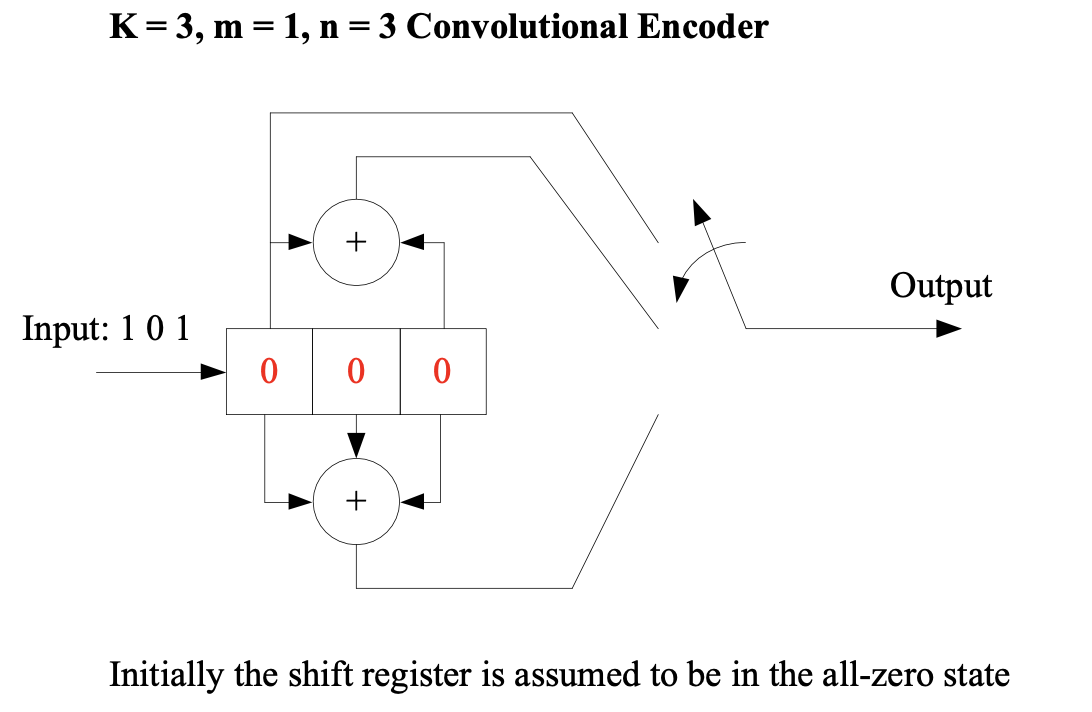 K = 3, m = 1, n = 3 Convolutional Encoder
+
Output
Input: 1 0 1
0 0 0
+
Initially the shift register is assumed to be in the all-zero state